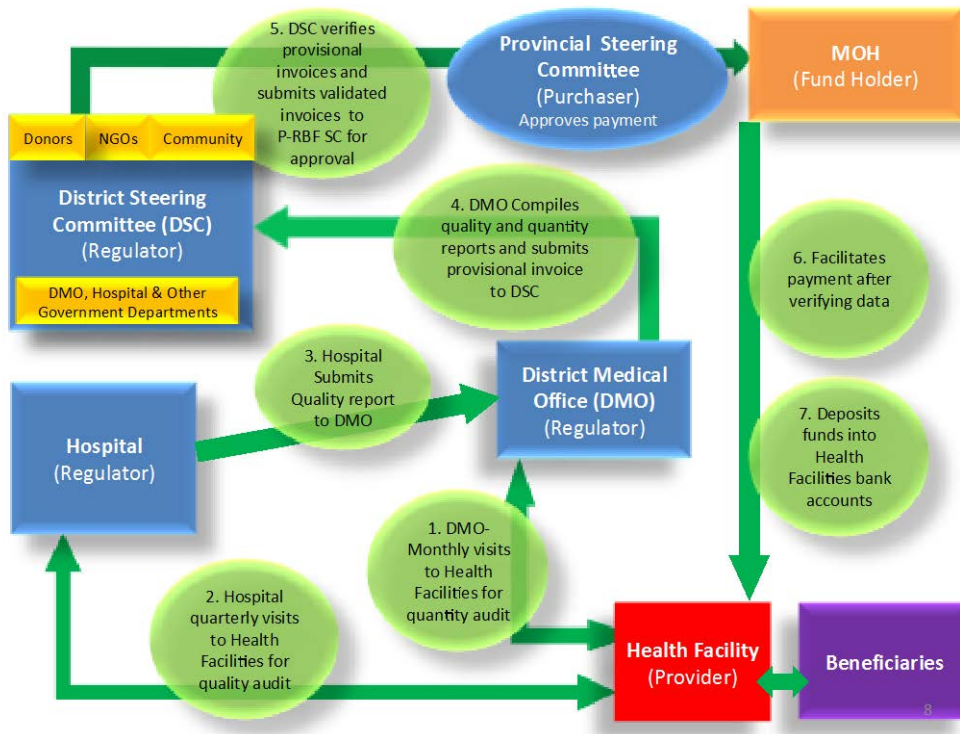 5. DSC verifies
provisional
invoices and
submits validated
invoices to
P-RBF SC for
approval
Provincial Steering
Committee
(Purchaser)
Approves payment
MOH
(Fund Holder)
Donors
NGOs
Community
District Steering
Committee (DSC)
(Regulator)
DMO, Hospital & Other
Government Departments
4. DMO Compiles
quality and quantity
reports and submits
provisional invoice
to DSC
6. Facilitates
payment after
verifying data
3. Hospital
Submits
Quality report
to DMO
District Medical
Office (DMO)
(Regulator)
Hospital
(Regulator)
7. Deposits
funds into
Health
Facilities bank
accounts
1. DMO-
Monthly visits
to Health
Facilities for
quantity audit
2. Hospital
quarterly visits
to Health
Facilities for
quality audit
Health Facility
(Provider)
Beneficiaries
8